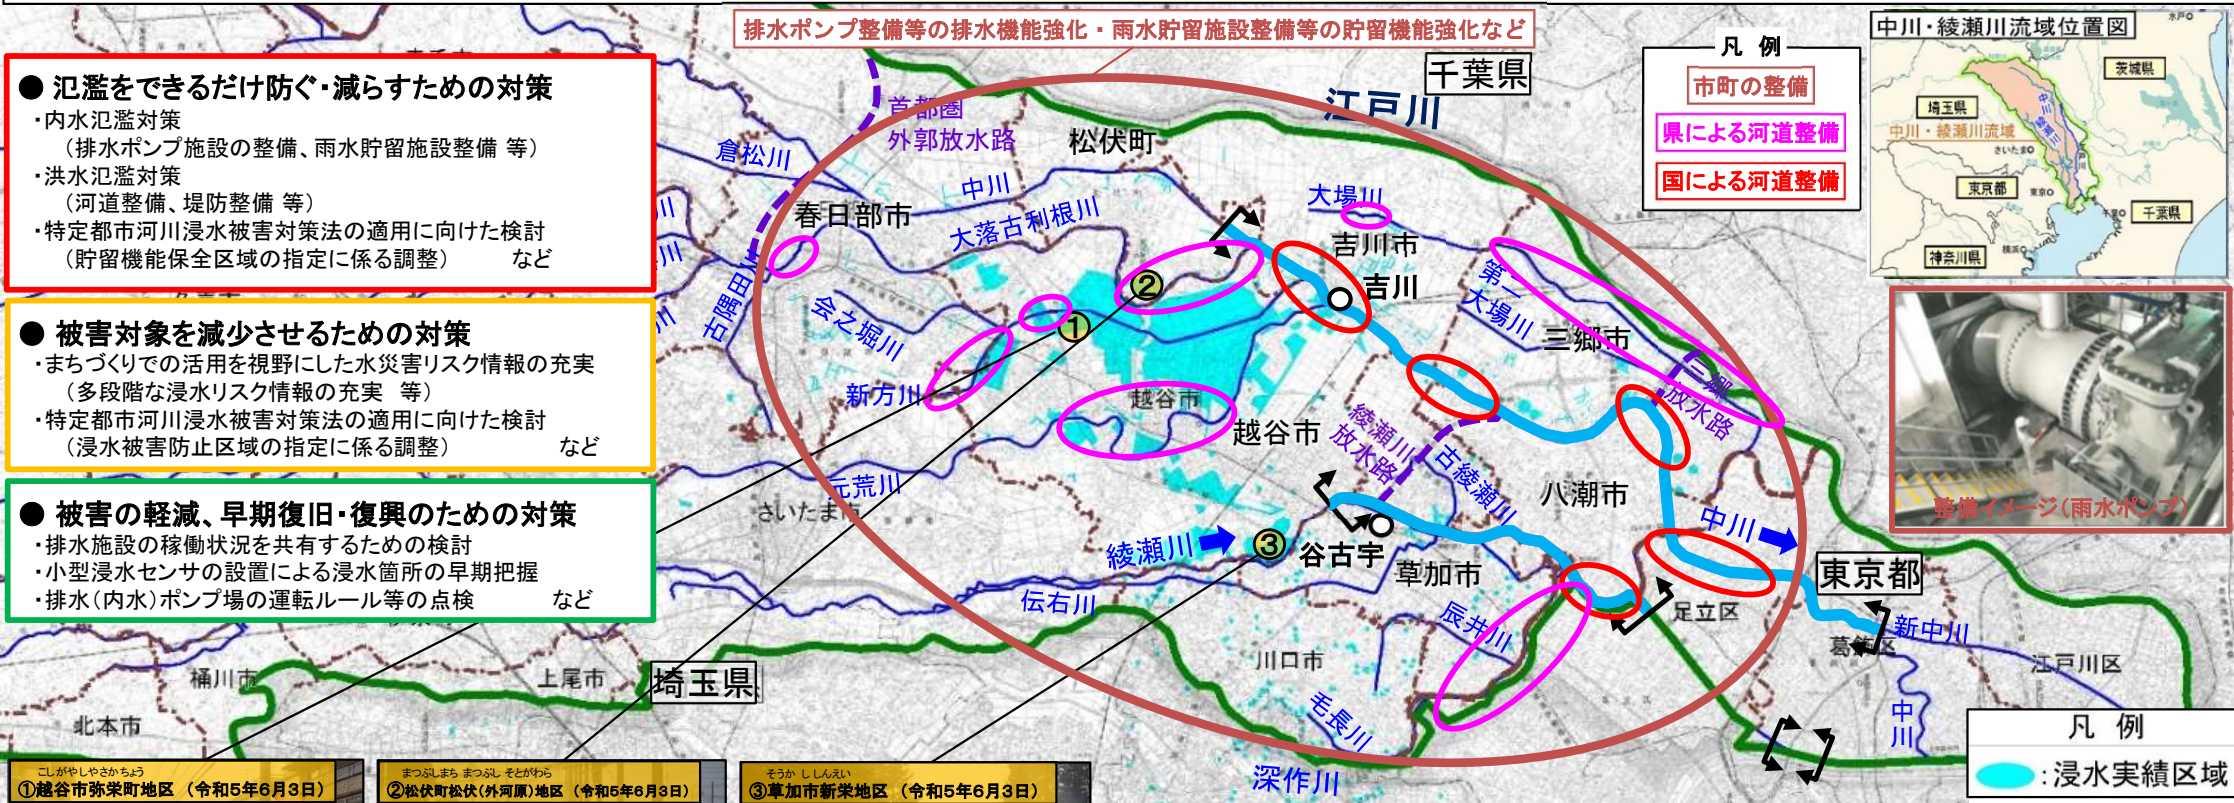 排水ポンプ整備等の排水機能強化・雨水貯留施設整備等の貯留機能強化など
● 氾濫をできるだけ防ぐ・減らすための対策
・内水氾濫対策
（排水ポンプ施設の整備、雨水貯留施設整備 等）
・洪水氾濫対策
（河道整備、堤防整備 等）
・特定都市河川浸水被害対策法の適用に向けた検討
（貯留機能保全区域の指定に係る調整） など
● 被害対象を減少させるための対策
・まちづくりでの活用を視野にした水災害リスク情報の充実
（多段階な浸水リスク情報の充実 等）
・特定都市河川浸水被害対策法の適用に向けた検討
（浸水被害防止区域の指定に係る調整） など
● 被害の軽減、早期復旧・復興のための対策
・排水施設の稼働状況を共有するための検討
・小型浸水センサの設置による浸水箇所の早期把握
・排水（内水）ポンプ場の運転ルール等の点検 など
凡 例
市町の整備
県による河道整備
国による河道整備
中川・綾瀬川流域位置図
水戸
茨城県
埼玉県
中川・綾瀬川流域
さいたま
中川
綾瀬川
江戸川
東京都
東京
千葉
千葉県
横浜
神奈川県
整備イメージ（雨水ポンプ）
千葉県
江戸川
首都圏
外郭放水路
松伏町
倉松川
中川
春日部市
大落古利根川
大場川
吉川市
吉川
第二
大場川
三郷市
三郷
放水路
古隅田川
会之堀川
新方川
②
①
越谷市
越谷市
綾瀬川
放水路
古綾瀬川
八潮市
元荒川
さいたま市
綾瀬川
③
谷古宇
草加市
中川
東京都
伝右川
辰井川
足立区
新中川
葛飾区
江戸川区
中川
桶川市
上尾市
埼玉県
川口市
北本市
毛長川
深作川
凡 例
：浸水実績区域
こしがやしやさかちょう
①越谷市弥栄町地区（令和5年6月3日）
まつぶしまち まつぶし そとがわら
②松伏町松伏（外河原）地区（令和5年6月3日）
そうか し しんえい
③草加市新栄地区（令和5年6月3日）